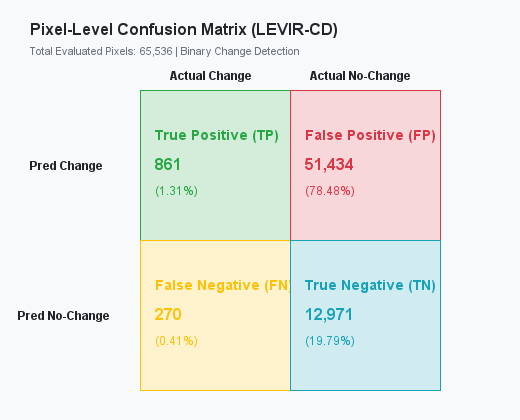 Pixel-Level Confusion Matrix (LEVIR-CD)
Total Evaluated Pixels: 65,536 | Binary Change Detection
Actual Change Actual No-Change
Pred Change
True Positive (TP)
861
(1.31%)
False Positive (FP)
51,434
(78.48%)
Pred No-Change
False Negative (FN)
270
(0.41%)
True Negative (TN)
12,971
(19.79%)